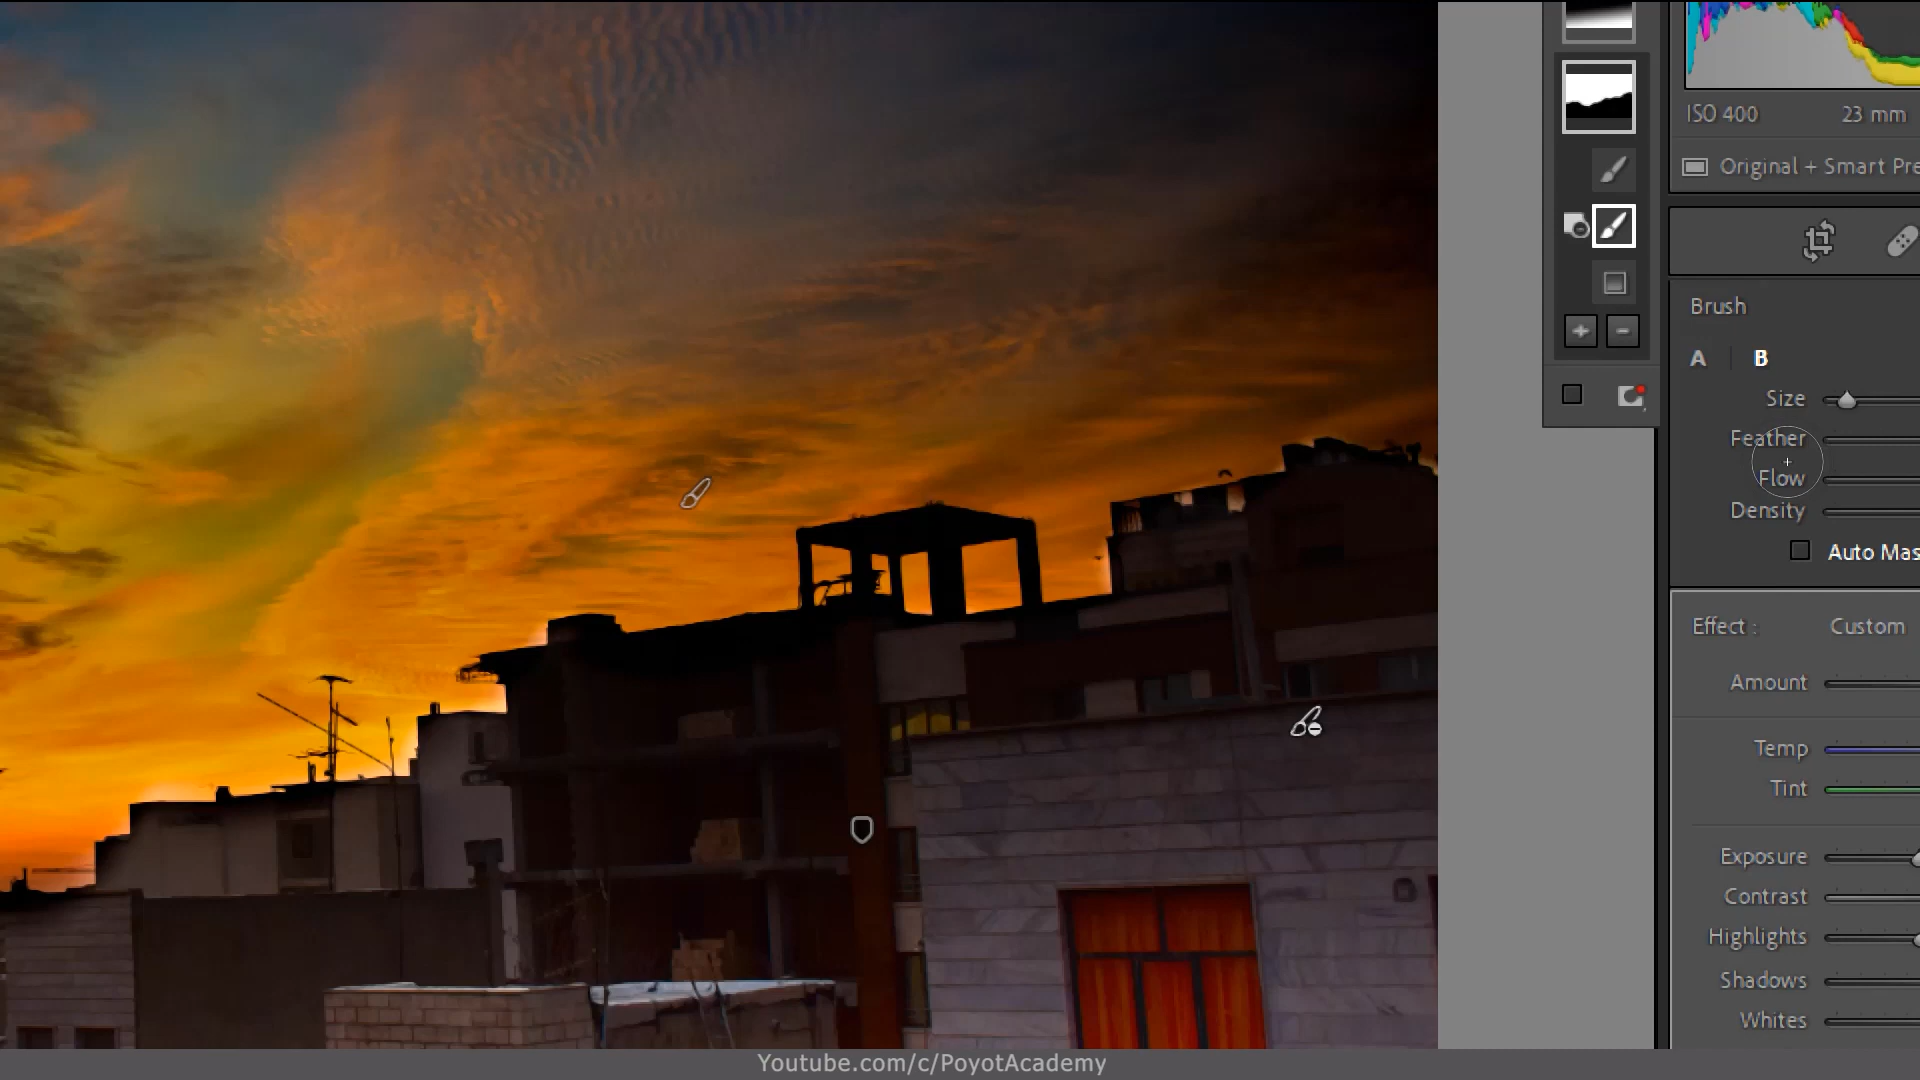 ISO 400 23 mm
Original + Smart Pre
Brush
A B
Size
Feather
Flow
Density
Auto Mas
Effect : Custom
Amount
Temp
Tint
Exposure
Contrast
Highlights
Shadows
Whites
Youtube.com/c/PoyotAcademy